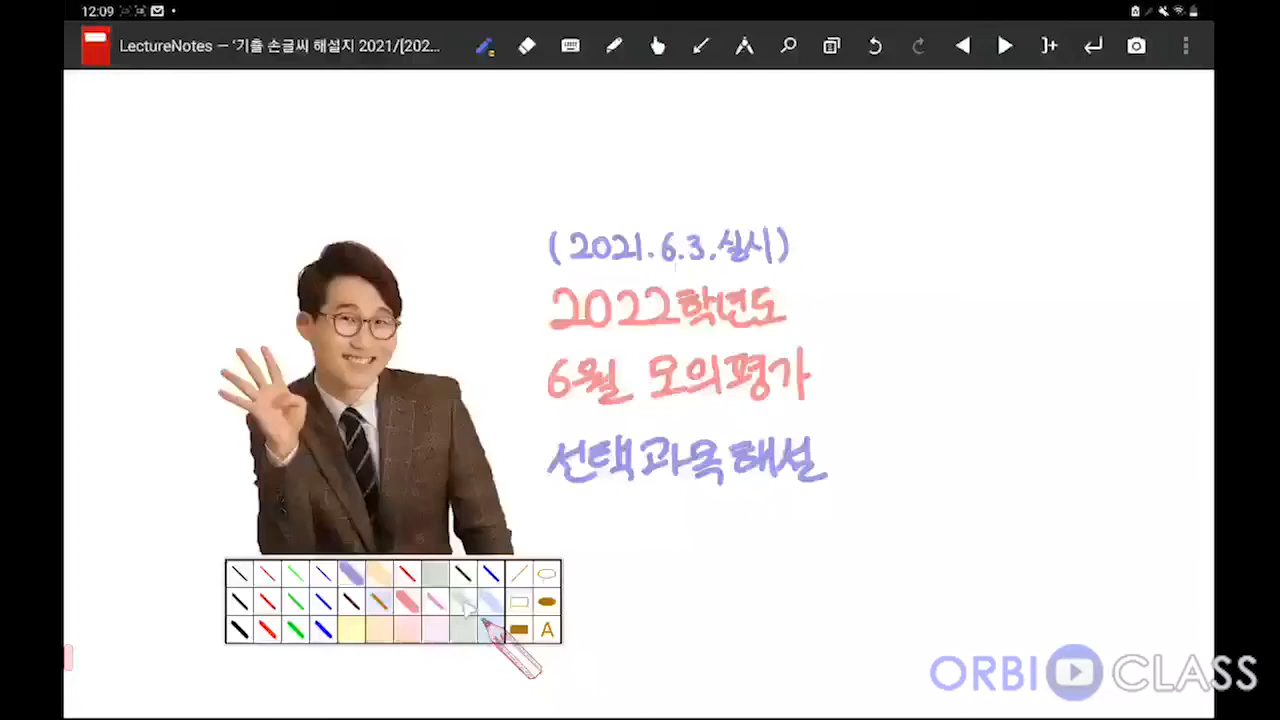 12:09
LectureNotes — '기출 손글씨 해설지 2021/[202...
(2021.6.3.실시)
2022학년도
6월 모의평가
선택과목해설
A
ORBI CLASS